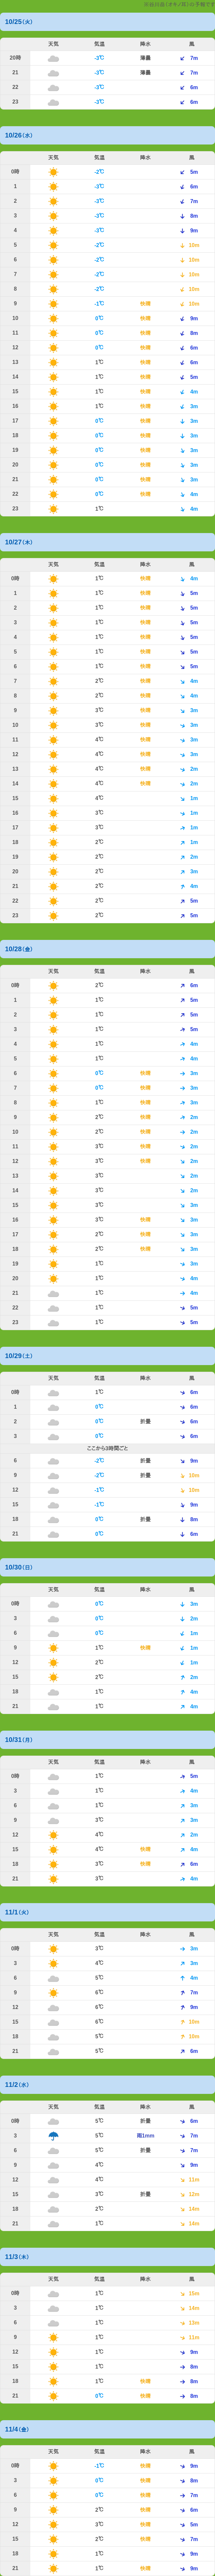 10/25(火)
天気 気温 降水 風
20時 -3℃ 薄曇 7m
21 -3℃ 薄曇 7m
22 -3℃ 6m
23 -3℃ 6m
10/26(水)
天気 気温 降水 風
0時 -2℃ 5m
1 -3℃ 6m
2 -3℃ 7m
3 -3℃ 8m
4 -3℃ 9m
5 -2℃ 10m
6 -2℃ 10m
7 -2℃ 10m
8 -2℃ 10m
9 -1℃ 快晴 10m
10 0℃ 快晴 9m
11 0℃ 快晴 8m
12 0℃ 快晴 6m
13 1℃ 快晴 6m
14 1℃ 快晴 5m
15 1℃ 快晴 4m
16 1℃ 快晴 3m
17 0℃ 快晴 3m
18 0℃ 快晴 3m
19 0℃ 快晴 3m
20 0℃ 快晴 3m
21 0℃ 快晴 3m
22 0℃ 快晴 4m
23 1℃ 4m
10/27(木)
天気 気温 降水 風
0時 1℃ 快晴 4m
1 1℃ 快晴 5m
2 1℃ 快晴 5m
3 1℃ 快晴 5m
4 1℃ 快晴 5m
5 1℃ 快晴 5m
6 1℃ 快晴 5m
7 2℃ 快晴 4m
8 2℃ 快晴 4m
9 3℃ 快晴 3m
10 3℃ 快晴 3m
11 4℃ 快晴 3m
12 4℃ 快晴 3m
13 4℃ 快晴 2m
14 4℃ 快晴 2m
15 4℃ 1m
16 3℃ 1m
17 3℃ 1m
18 2℃ 1m
19 2℃ 2m
20 2℃ 3m
21 2℃ 4m
22 2℃ 5m
23 2℃ 5m
10/28(金)
天気 気温 降水 風
0時 2℃ 6m
1 1℃ 5m
2 1℃ 5m
3 1℃ 5m
4 1℃ 4m
5 1℃ 4m
6 0℃ 快晴 3m
7 0℃ 快晴 3m
8 1℃ 快晴 3m
9 2℃ 快晴 2m
10 2℃ 快晴 2m
11 3℃ 快晴 2m
12 3℃ 快晴 2m
13 3℃ 2m
14 3℃ 2m
15 3℃ 3m
16 3℃ 快晴 3m
17 2℃ 快晴 3m
18 2℃ 快晴 3m
19 1℃ 3m
20 1℃ 4m
21 1℃ 4m
22 1℃ 5m
23 1℃ 5m
10/29(土)
天気 気温 降水 風
0時 1℃ 6m
1 0℃ 6m
2 0℃ 折曇 6m
3 0℃ 6m
ここから3時間ごと
6 -2℃ 折曇 9m
9 -2℃ 折曇 10m
12 -1℃ 10m
15 -1℃ 9m
18 0℃ 折曇 8m
21 0℃ 6m
10/30(日)
天気 気温 降水 風
0時 0℃ 3m
3 0℃ 2m
6 0℃ 1m
9 1℃ 快晴 1m
12 2℃ 1m
15 2℃ 2m
18 1℃ 4m
21 1℃ 4m
10/31(月)
天気 気温 降水 風
0時 1℃ 5m
3 1℃ 4m
6 1℃ 3m
9 3℃ 3m
12 4℃ 2m
15 4℃ 快晴 4m
18 3℃ 快晴 6m
21 3℃ 4m
11/1(火)
天気 気温 降水 風
0時 3℃ 3m
3 4℃ 3m
6 5℃ 4m
9 6℃ 7m
12 6℃ 9m
15 6℃ 10m
18 5℃ 10m
21 5℃ 6m
11/2(水)
天気 気温 降水 風
0時 5℃ 折曇 6m
3 5℃ 雨1mm 7m
6 5℃ 折曇 7m
9 4℃ 9m
12 4℃ 11m
15 3℃ 折曇 12m
18 2℃ 14m
21 1℃ 14m
11/3(木)
天気 気温 降水 風
0時 1℃ 15m
3 1℃ 14m
6 1℃ 13m
9 1℃ 11m
12 1℃ 9m
15 1℃ 8m
18 1℃ 快晴 8m
21 0℃ 快晴 8m
11/4(金)
天気 気温 降水 風
0時 -1℃ 快晴 9m
3 0℃ 快晴 8m
6 0℃ 快晴 7m
9 2℃ 快晴 6m
12 3℃ 快晴 5m
15 2℃ 快晴 7m
18 1℃ 9m
21 1℃ 快晴 9m